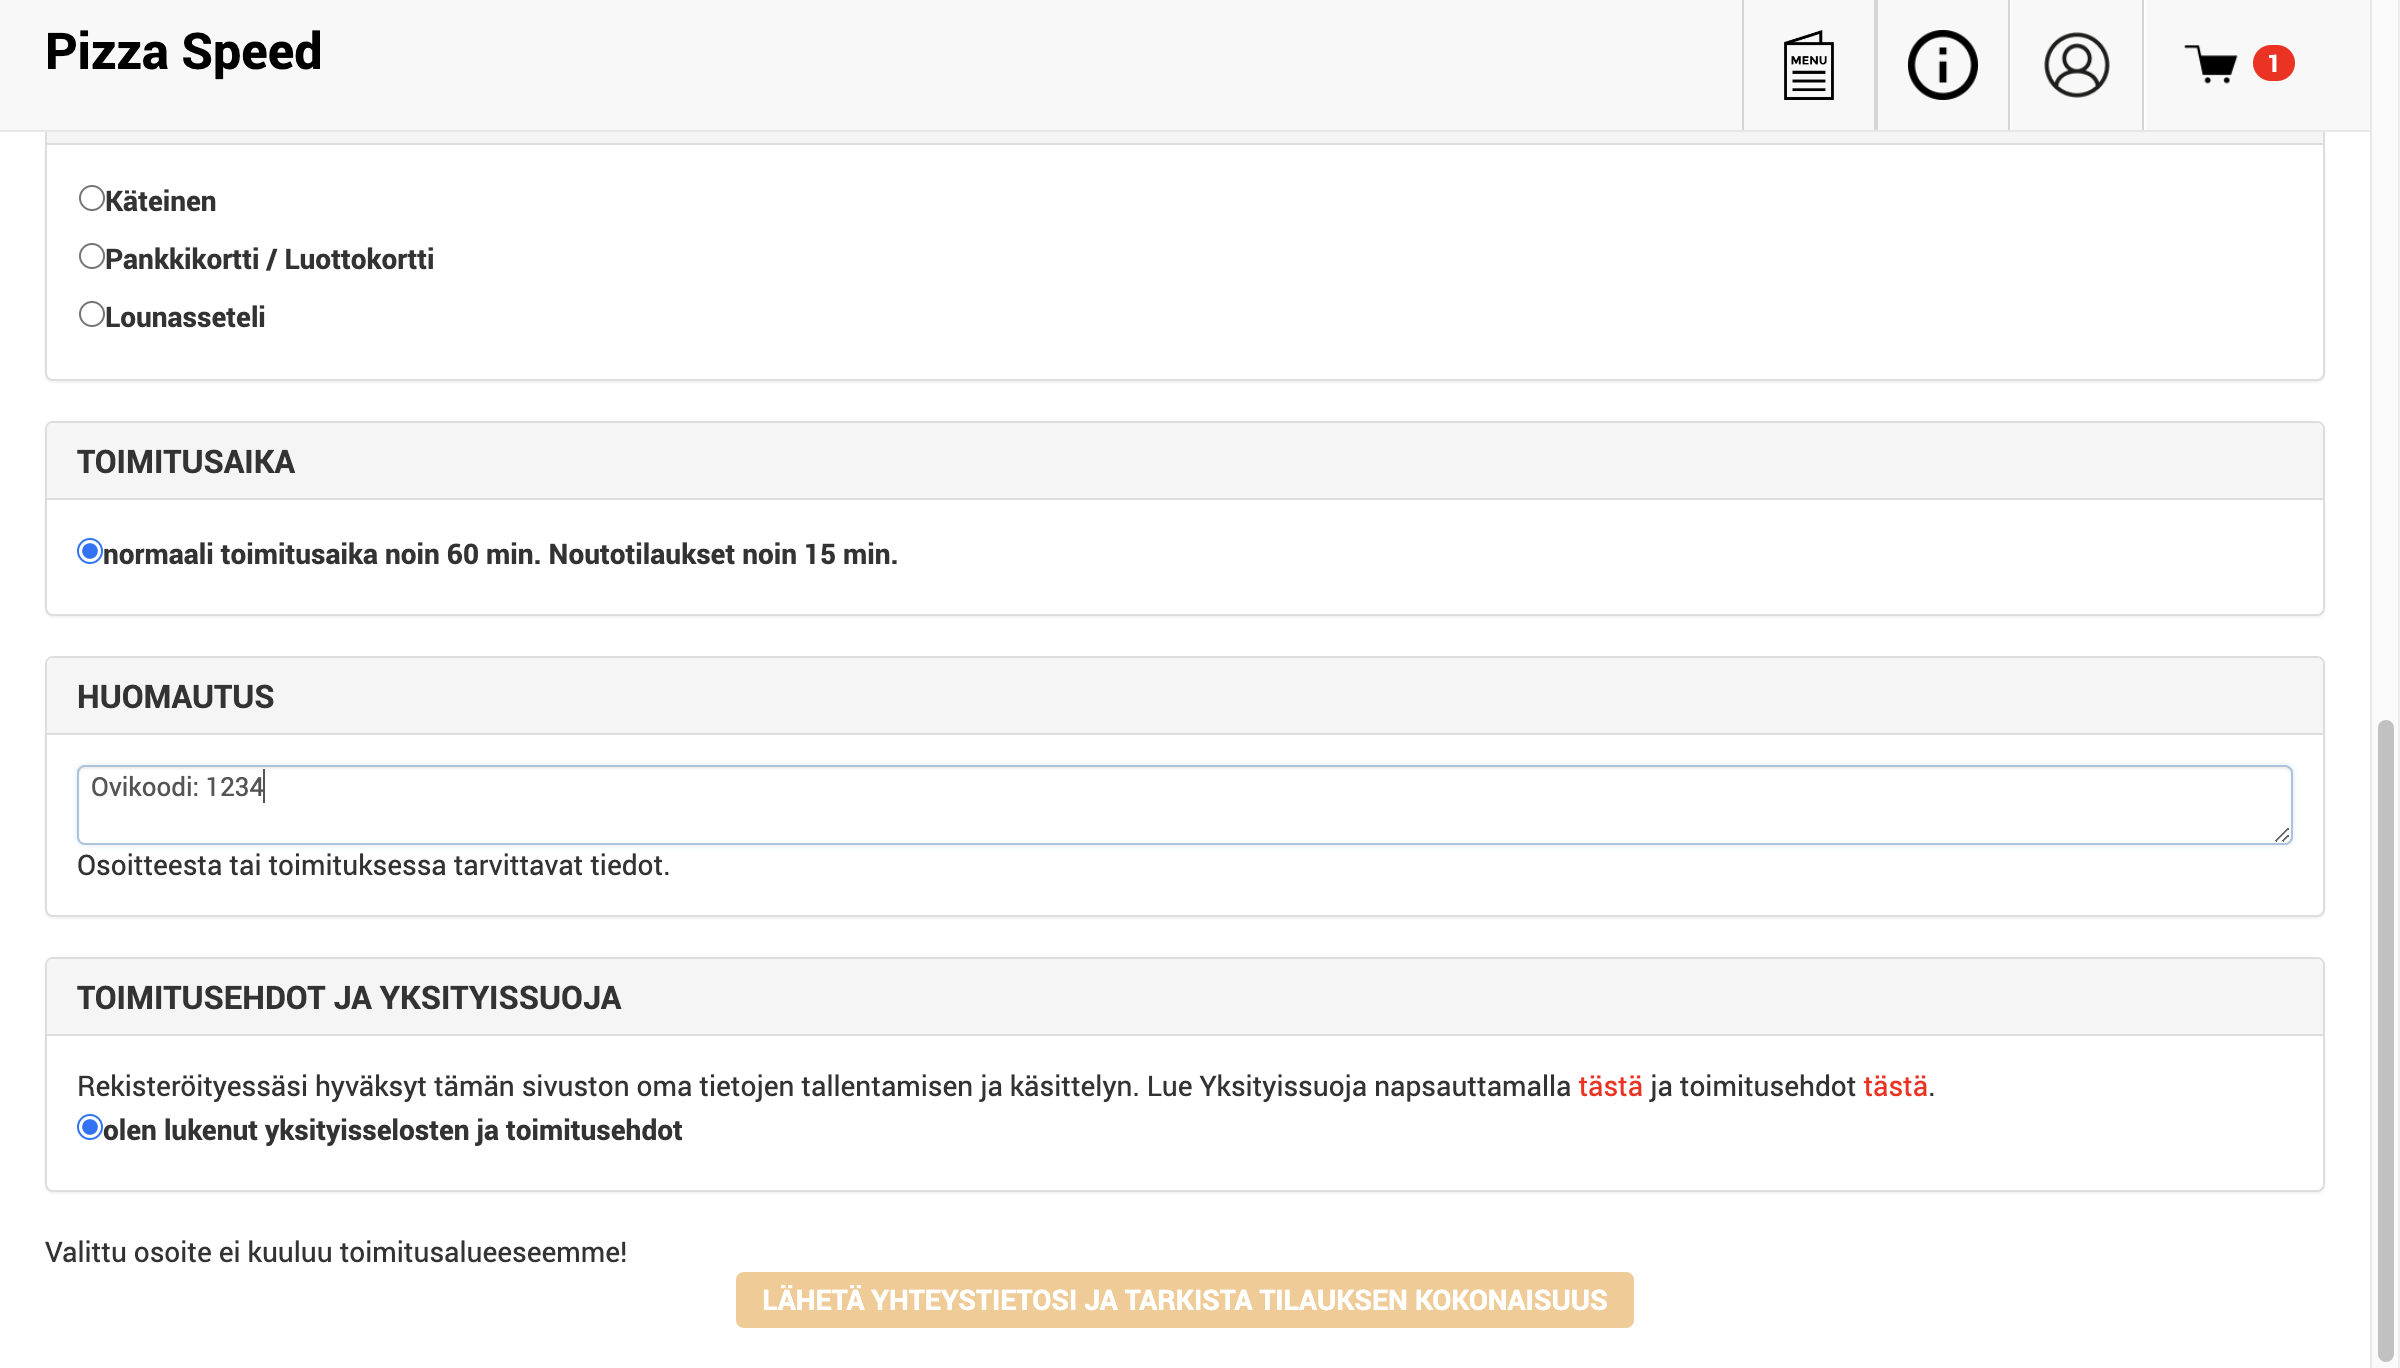 Pizza Speed
MENU
1
Käteinen
Pankkikortti / Luottokortti
Lounasseteli
TOIMITUSAIKA
normaali toimitusaika noin 60 min. Noutotilaukset noin 15 min.
HUOMAUTUS
Ovikoodi: 1234
Osoitteesta tai toimituksessa tarvittavat tiedot.
TOIMITUSEHDOT JA YKSITYISSUOJA
Rekisteröityessäsi hyväksyt tämän sivuston oma tietojen tallentamisen ja käsittelyn. Lue Yksityissuoja napsauttamalla tästä ja toimitusehdot tästä.
olen lukenut yksityisselosten ja toimitusehdot
Valittu osoite ei kuuluu toimitusalueeseemme!
LÄHETÄ YHTEYSTIETOSI JA TARKISTA TILAUKSEN KOKONAISUUS